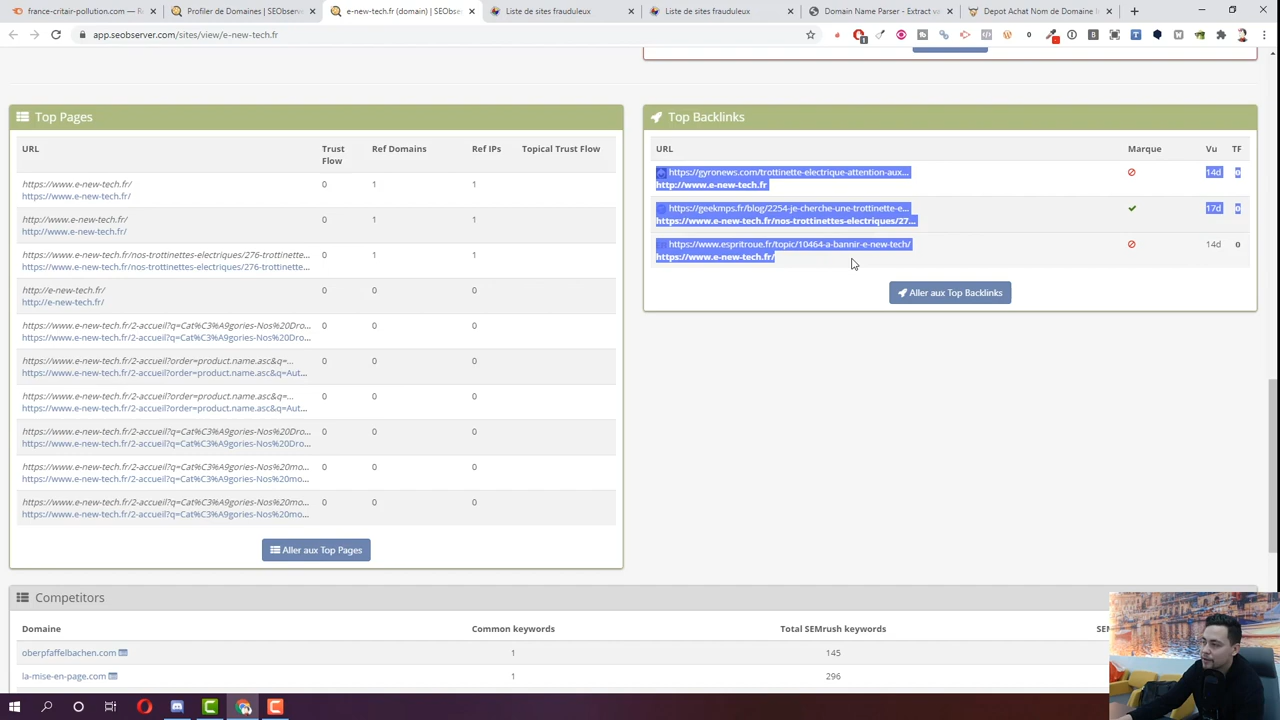 france-critair-pollution.com — R
Profiler de Domaines | SEObserv
e-new-tech.fr (domain) | SEObse
Liste de sites frauduleux
Liste de sites frauduleux
Domain Name Parser - Extract va
Depot Achat Nom de Domaine I
app.seobserver.com/sites/view/e-new-tech.fr
Top Pages
URL
Trust Flow
Ref Domains
Ref IPs
Topical Trust Flow
https://www.e-new-tech.fr/
0
1
1
https://www.e-new-tech.fr/
http://www.e-new-tech.fr/
0
1
1
http://www.e-new-tech.fr/
https://www.e-new-tech.fr/nos-trottinettes-electriques/276-trottinette...
0
1
1
https://www.e-new-tech.fr/nos-trottinettes-electriques/276-trottinette...
http://e-new-tech.fr/
0
0
0
http://e-new-tech.fr/
https://www.e-new-tech.fr/2-accueil?q=Cat%C3%A9gories-Nos%20Dro...
0
0
0
https://www.e-new-tech.fr/2-accueil?q=Cat%C3%A9gories-Nos%20Dro...
https://www.e-new-tech.fr/2-accueil?order=product.name.asc&q=...
0
0
0
https://www.e-new-tech.fr/2-accueil?order=product.name.asc&q=Aut...
https://www.e-new-tech.fr/2-accueil?order=product.name.asc&q=...
0
0
0
https://www.e-new-tech.fr/2-accueil?order=product.name.asc&q=Aut...
https://www.e-new-tech.fr/2-accueil?q=Cat%C3%A9gories-Nos%20Dro...
0
0
0
https://www.e-new-tech.fr/2-accueil?q=Cat%C3%A9gories-Nos%20Dro...
https://www.e-new-tech.fr/2-accueil?q=Cat%C3%A9gories-Nos%20mo...
0
0
0
https://www.e-new-tech.fr/2-accueil?q=Cat%C3%A9gories-Nos%20mo...
https://www.e-new-tech.fr/2-accueil?q=Cat%C3%A9gories-Nos%20mo...
0
0
0
https://www.e-new-tech.fr/2-accueil?q=Cat%C3%A9gories-Nos%20mo...
Aller aux Top Pages
Top Backlinks
URL
Marque
Vu
TF
https://gyronews.com/trottinette-electrique-attention-aux...
14d
0
http://www.e-new-tech.fr
https://geekmps.fr/blog/2254-je-cherche-une-trottinette-e...
17d
0
https://www.e-new-tech.fr/nos-trottinettes-electriques/27...
https://www.espritroue.fr/topic/10464-a-bannir-e-new-tech/
14d
0
https://www.e-new-tech.fr/
Aller aux Top Backlinks
Competitors
Domaine
Common keywords
Total SEMrush keywords
oberpfaffelbachen.com
1
145
la-mise-en-page.com
1
296